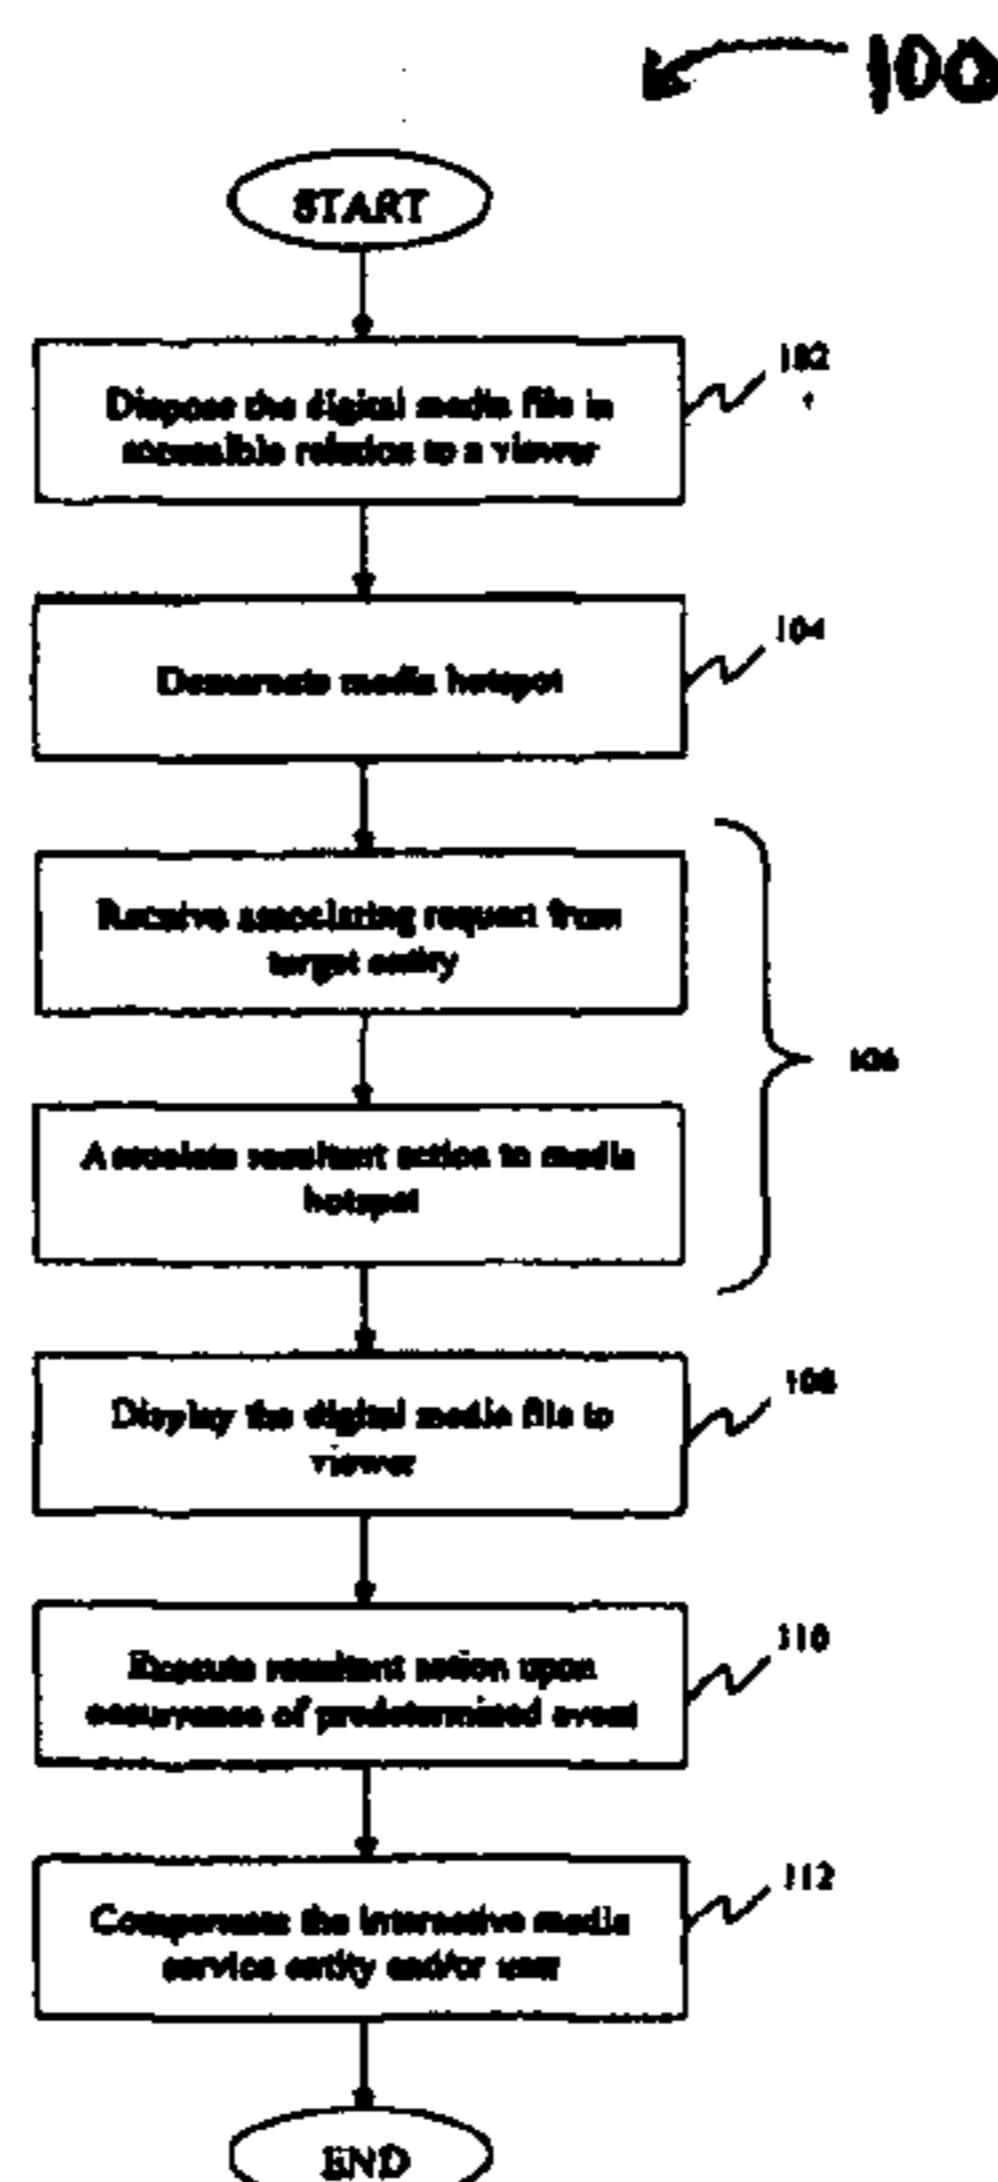 100
START
102
Dispose the digital media file in
accessible relation to a viewer
104
Demarcate media hotspot
Receive associating request from
target entity
106
Associate resultant action to media
hotspot
108
Display the digital media file to
viewer
110
Execute resultant action upon
occurrence of predetermined event
112
Compensate the interactive media
service entity and/or user
END